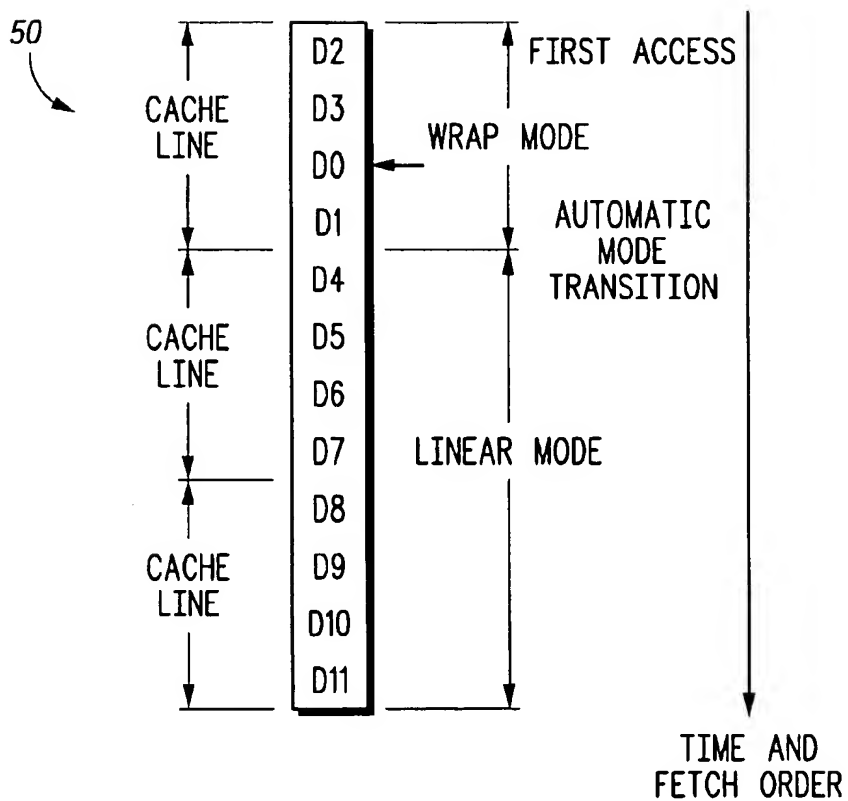 50
D2
FIRST ACCESS
CACHE
LINE
D3
WRAP MODE
D0
D1
AUTOMATIC
MODE
TRANSITION
D4
CACHE
LINE
D5
D6
D7
LINEAR MODE
D8
CACHE
LINE
D9
D10
D11
TIME AND
FETCH ORDER